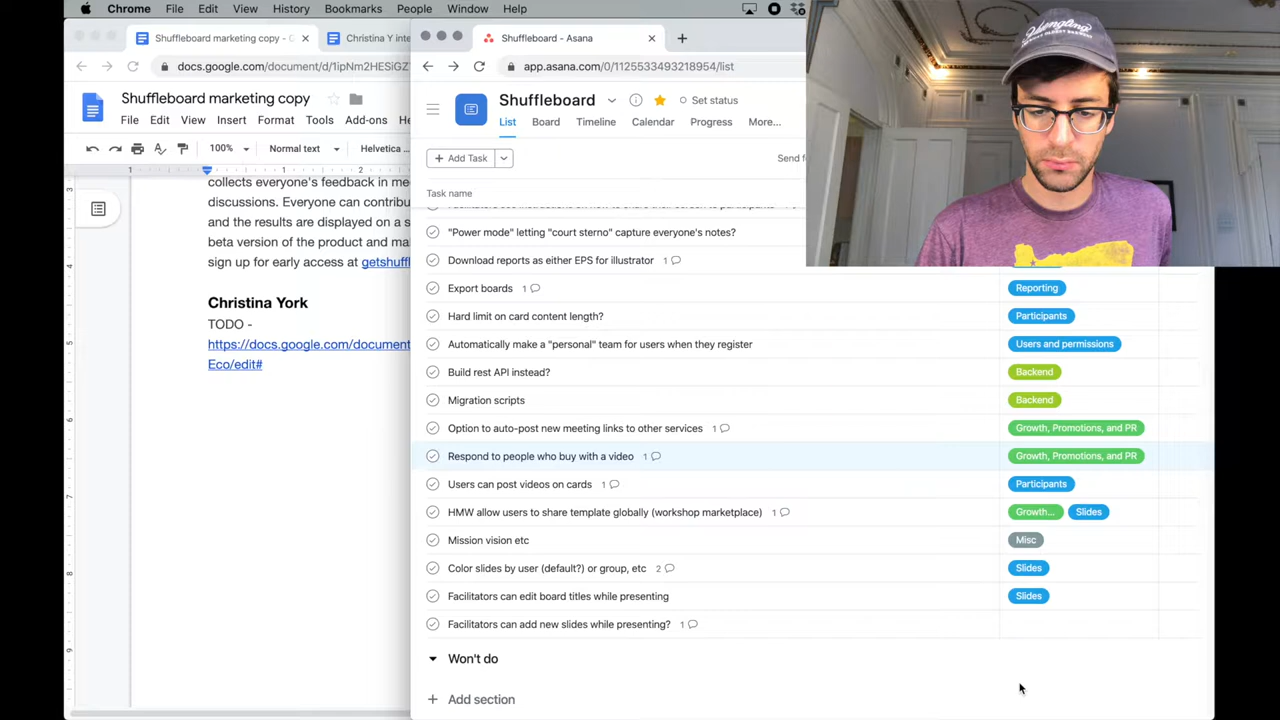 Chrome File Edit View History Bookmarks People Window Help
Shuffleboard marketing copy -
Christina Y inte
Shuffleboard - Asana
docs.google.com/document/d/1ipNm2HESiGZ
app.asana.com/0/1125533493218954/list
Shuffleboard marketing copy
File Edit View Insert Format Tools Add-ons
100% Normal text Helvetica ...
Shuffleboard
Set status
List Board Timeline Calendar Progress More...
Add Task
Send
Task name
collects everyone's feedback in me
discussions. Everyone can contribu
and the results are displayed on a s
beta version of the product and ma
sign up for early access at getshuffl
Christina York
TODO -
https://docs.google.com/document
Eco/edit#
"Power mode" letting "court sterno" capture everyone's notes?
Download reports as either EPS for illustrator 1
Export boards 1 Reporting
Hard limit on card content length? Participants
Automatically make a "personal" team for users when they register Users and permissions
Build rest API instead? Backend
Migration scripts Backend
Option to auto-post new meeting links to other services 1 Growth, Promotions, and PR
Respond to people who buy with a video 1 Growth, Promotions, and PR
Users can post videos on cards 1 Participants
HMW allow users to share template globally (workshop marketplace) 1 Growth... Slides
Mission vision etc Misc
Color slides by user (default?) or group, etc 2 Slides
Facilitators can edit board titles while presenting Slides
Facilitators can add new slides while presenting? 1
Won't do
Add section